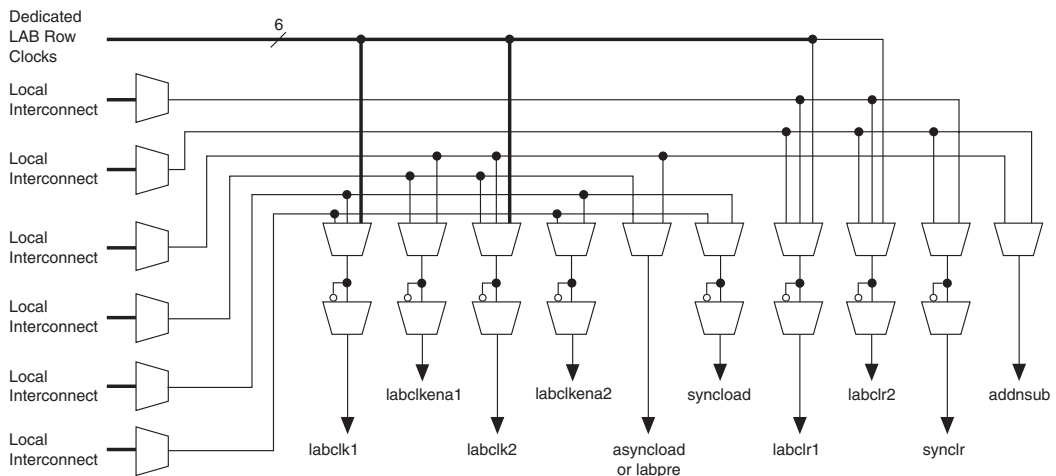 Dedicated
LAB Row
Clocks
6
Local
Interconnect
Local
Interconnect
Local
Interconnect
Local
Interconnect
Local
Interconnect
Local
Interconnect
labclkena1
labclkena2
syncload
labclr2
addnsub
labclk1
labclk2
asyncload
or labpre
labclr1
synclr